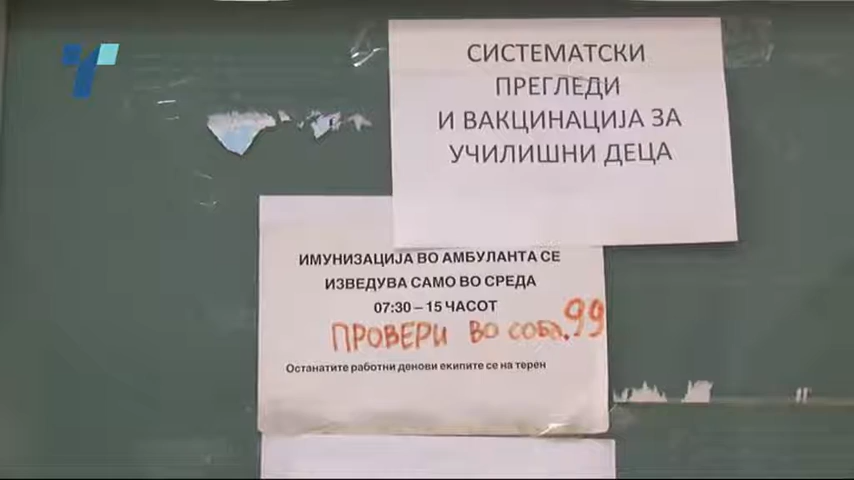 СИСТЕМАТСКИ
ПРЕГЛЕДИ
И ВАКЦИНАЦИЈА ЗА
УЧИЛИШНИ ДЕЦА
ИМУНИЗАЦИЈА ВО АМБУЛАНТА СЕ
ИЗВЕДУВА САМО ВО СРЕДА
07:30 – 15 ЧАСОТ
ПРОВЕРИ ВО СОБА. 99
Останатите работни денови екипите се на терен